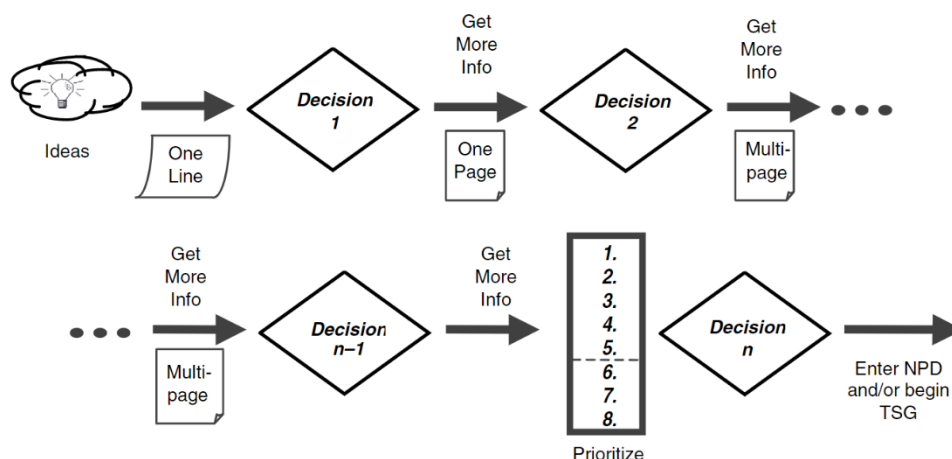 Ideas
One
Line
Decision
1
Get
More
Info
One
Page
Decision
2
Get
More
Info
Multi-
page
Get
More
Info
Multi-
page
Decision
n–1
Get
More
Info
1.
2.
3.
4.
5.
6.
7.
8.
Prioritize
Decision
n
Enter NPD
and/or begin
TSG